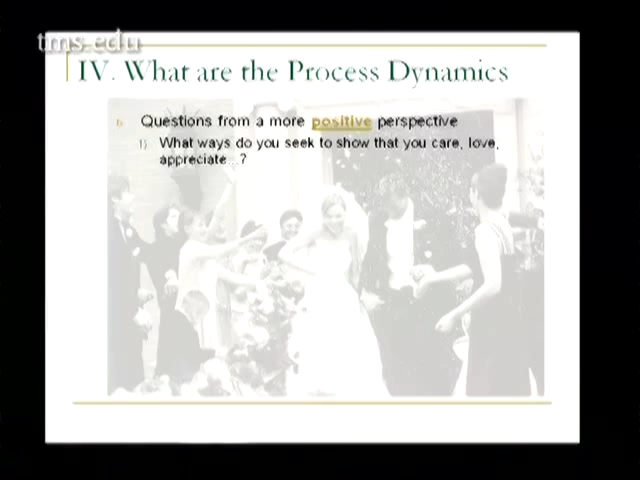 tms.edu
IV. What are the Process Dynamics
Questions from a more positive perspective
1) What ways do you seek to show that you care, love,
appreciate...?